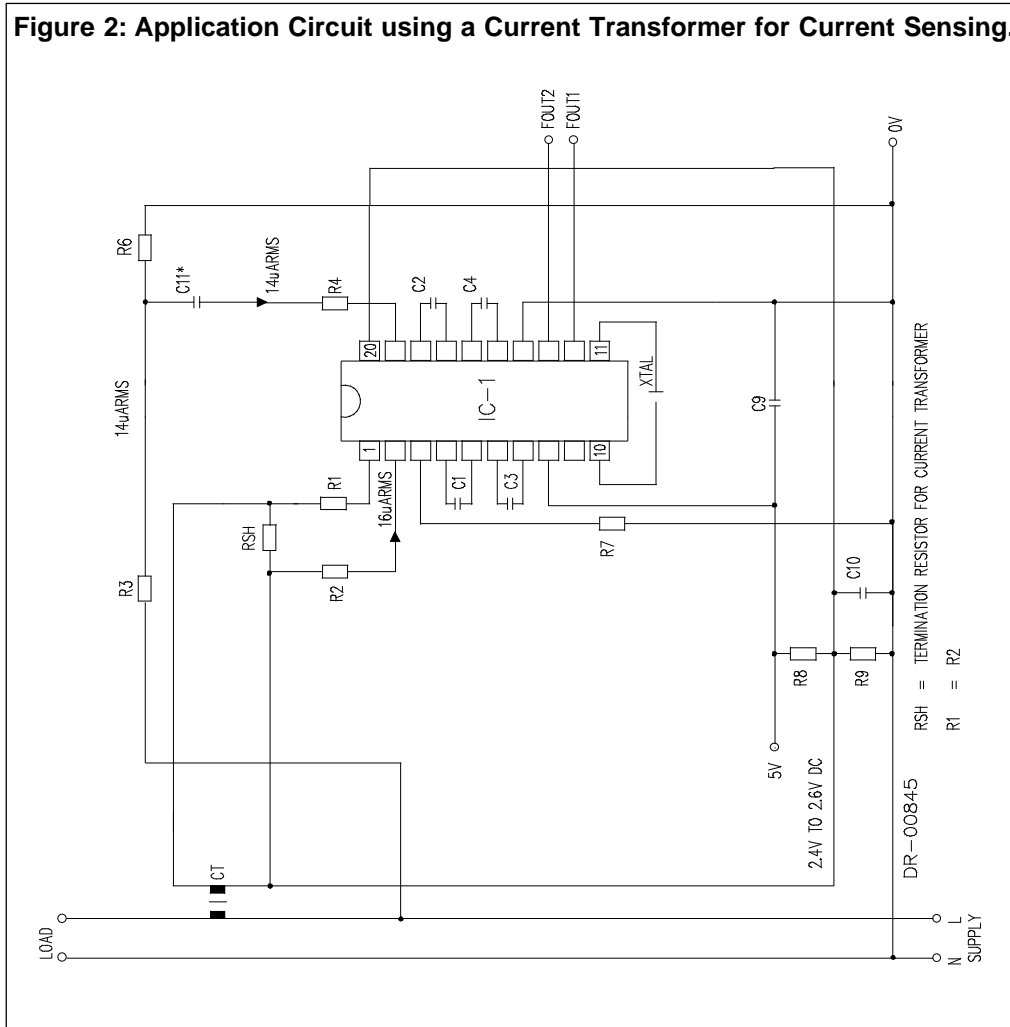 Figure 2: Application Circuit using a Current Transformer for Current Sensing.
FOUT2
FOUT1
0V
R6
C11*
14uARMS
R4
C2
C4
20
11
14uARMS
IC-1
XTAL
C9
1
10
R1
16uARMS
C1
C3
RSH
R2
R7
R3
C10
R8
R9
5V
2.4V TO 2.6V DC
CT
LOAD
L
N
SUPPLY
DR-00845
RSH = TERMINATION RESISTOR FOR CURRENT TRANSFORMER
R1 = R2